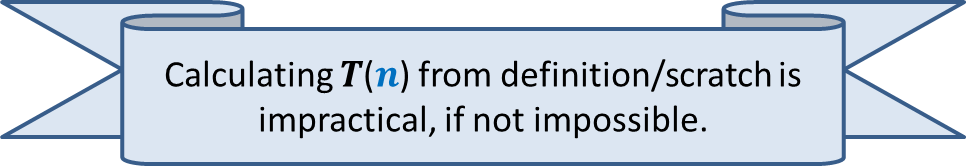 Calculating T(n) from definition/scratch is
impractical, if not impossible.